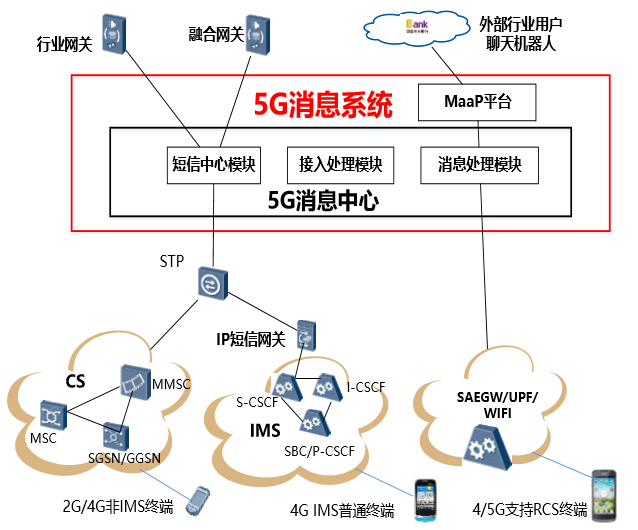 行业网关
融合网关
Bank
外部行业用户
聊天机器人
5G消息系统
MaaP平台
短信中心模块
接入处理模块
消息处理模块
5G消息中心
STP
IP短信网关
CS
MMSC
MSC
SGSN/GGSN
S-CSCF
I-CSCF
IMS
SBC/P-CSCF
SAEGW/UPF/
WIFI
2G/4G非IMS终端
4G IMS普通终端
4/5G支持RCS终端